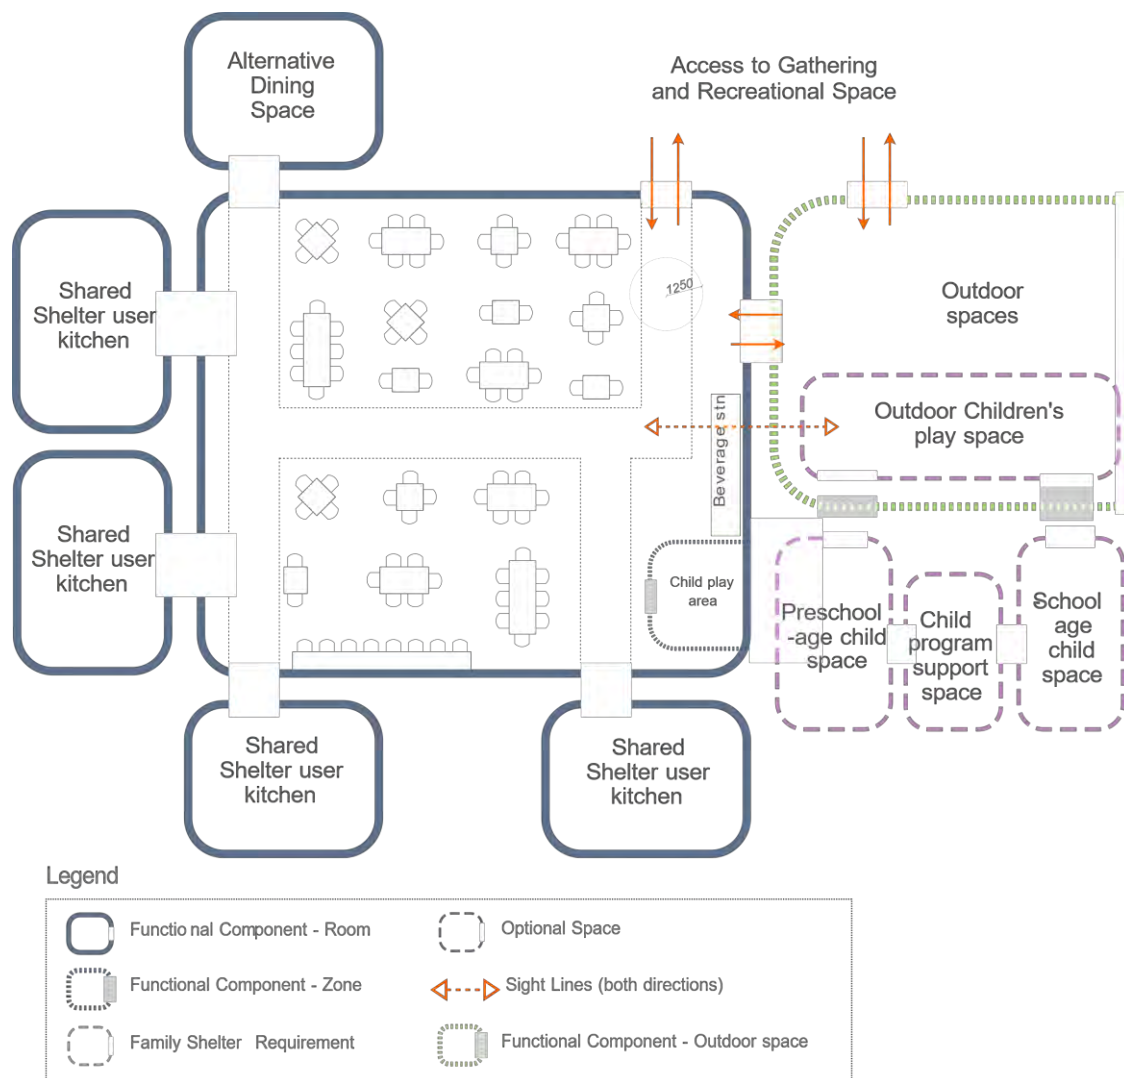 Alternative
Dining
Space
Access to Gathering
and Recreational Space
Shared
Shelter user
kitchen
1250
Outdoor
spaces
Outdoor Children's
play space
Beverage stn
Shared
Shelter user
kitchen
Child play
area
Preschool
-age child
space
Child
program
support
space
School
age
child
space
Shared
Shelter user
kitchen
Shared
Shelter user
kitchen
Legend
Functional Component - Room
Optional Space
Functional Component - Zone
Sight Lines (both directions)
Family Shelter Requirement
Functional Component - Outdoor space